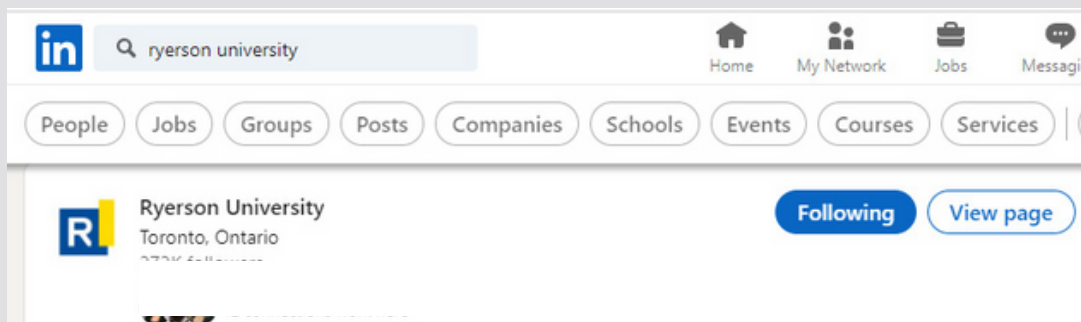 in ryerson university
Home My Network Jobs Messagi
People Jobs Groups Posts Companies Schools Events Courses Services
R Ryerson University Following View page
Toronto, Ontario